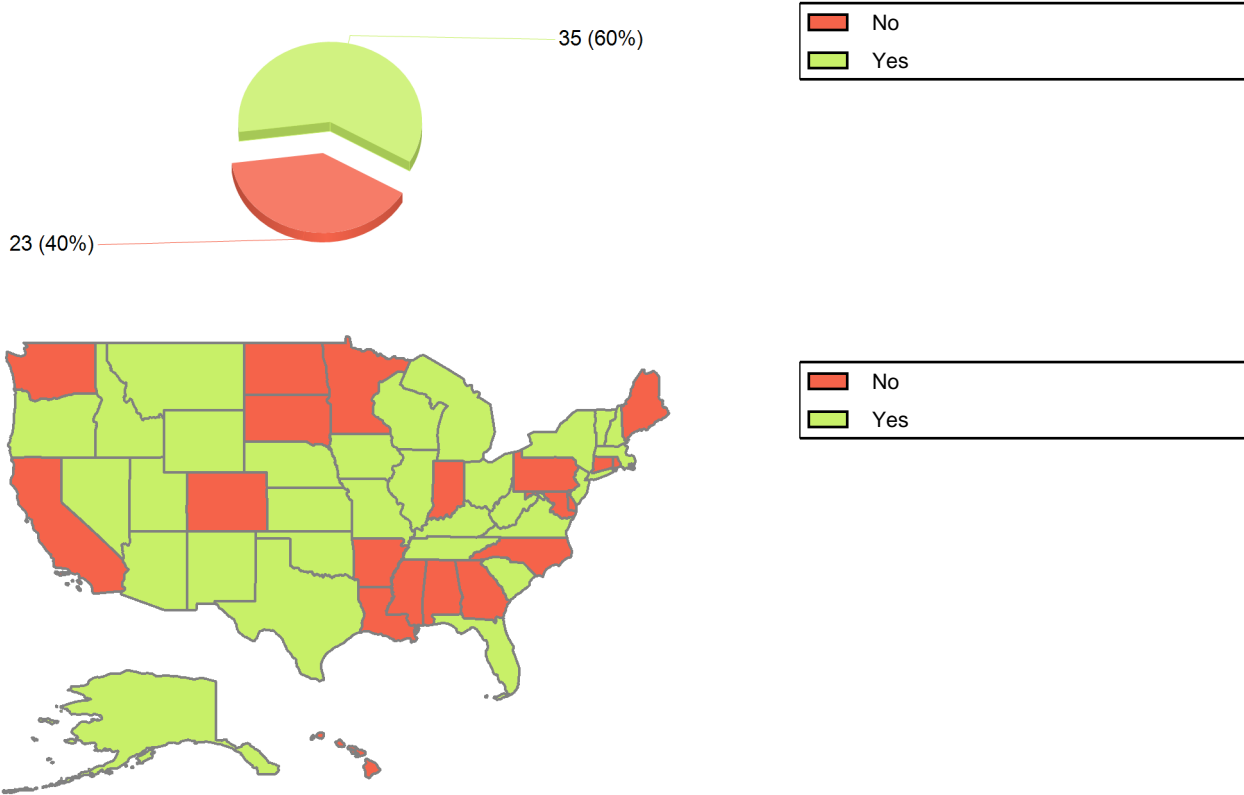 35 (60%)
23 (40%)
No
Yes
No
Yes